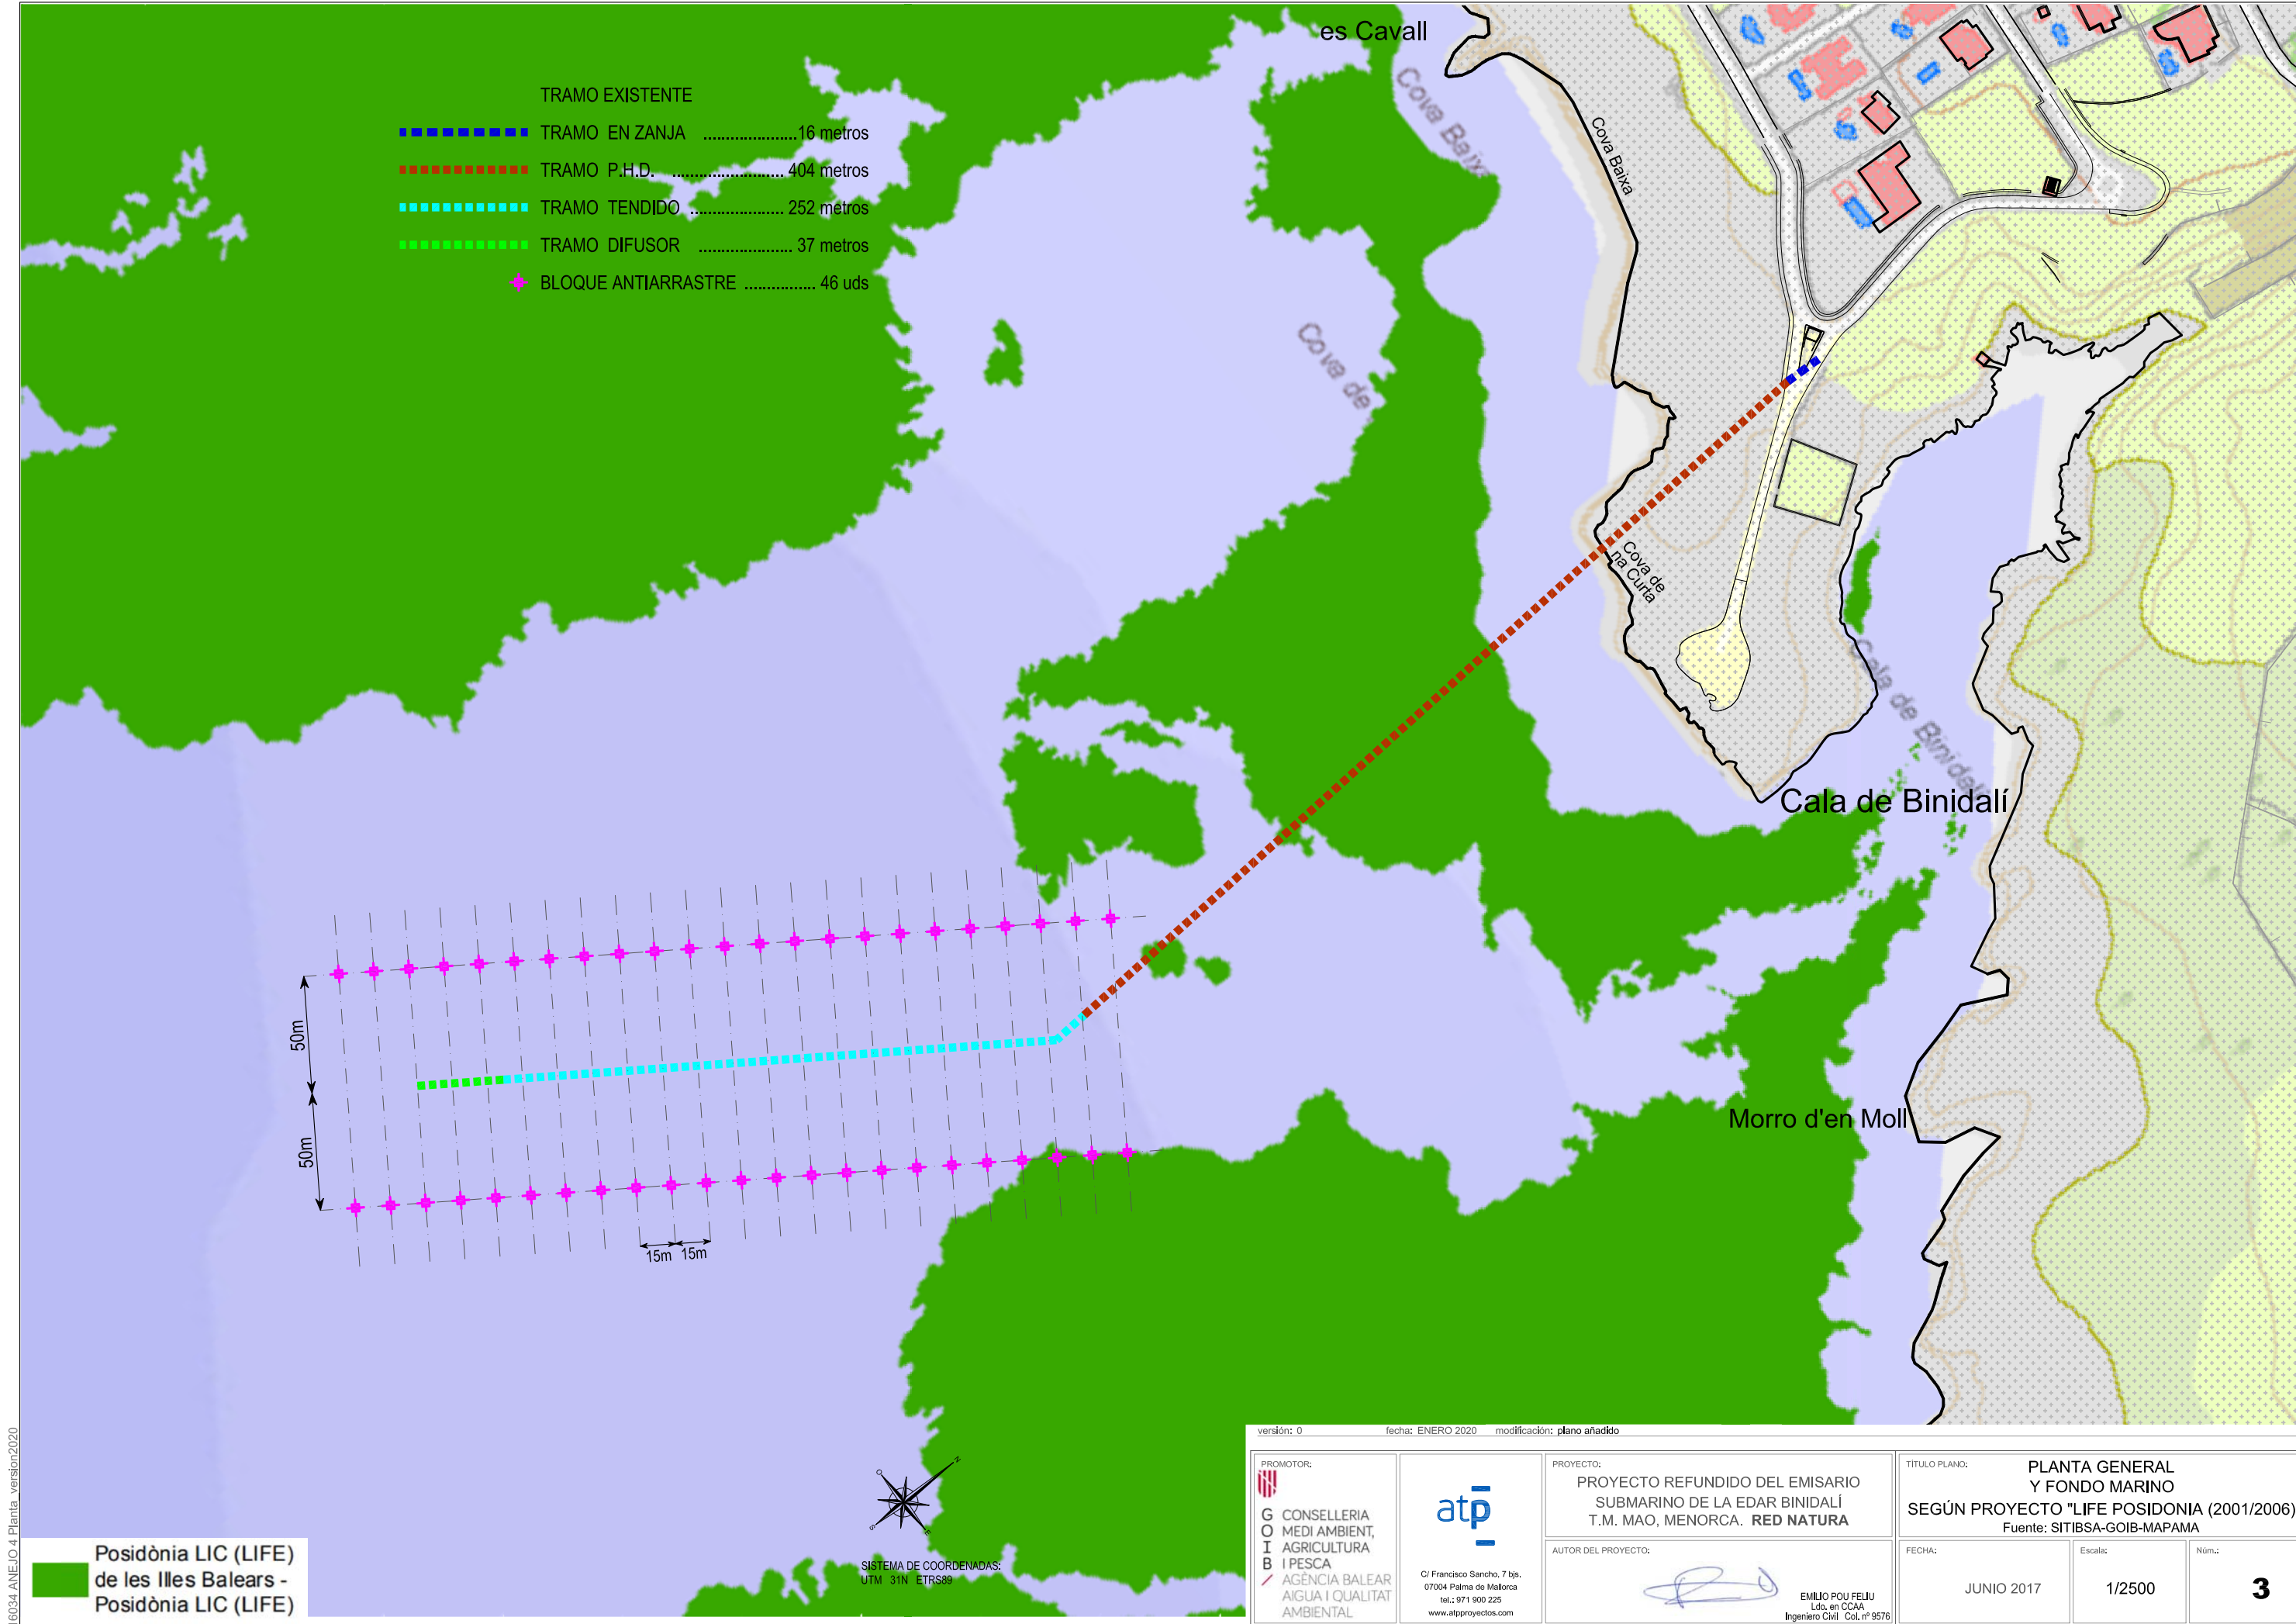 es Cavall
Cova Baixa
Cova Baixa
Cova de
TRAMO EXISTENTE
TRAMO EN ZANJA .....................16 metros
TRAMO P.H.D. ......................... 404 metros
TRAMO TENDIDO ..................... 252 metros
TRAMO DIFUSOR ..................... 37 metros
BLOQUE ANTIARRASTRE ................ 46 uds
Cova de
na Curta
Cala de Binidalí
Cala de Binidalí
Morro d'en Moll
50m
50m
15m 15m
N
O
S
E
SISTEMA DE COORDENADAS:
UTM 31N ETRS89
Posidònia LIC (LIFE)
de les Illes Balears -
Posidònia LIC (LIFE)
16034 ANEJO 4 Planta_version2020
versión: 0 fecha: ENERO 2020 modificación: plano añadido
PROMOTOR:
G CONSELLERIA
O MEDI AMBIENT,
I AGRICULTURA
B I PESCA
/ AGÈNCIA BALEAR
AIGUA I QUALITAT
AMBIENTAL
atp
C/ Francisco Sancho, 7 bjs.
07004 Palma de Mallorca
tel.: 971 900 225
www.atpproyectos.com
PROYECTO:
PROYECTO REFUNDIDO DEL EMISARIO
SUBMARINO DE LA EDAR BINIDALÍ
T.M. MAO, MENORCA. RED NATURA
AUTOR DEL PROYECTO:
EMILIO POU FELIU
Ldo. en CCAA
Ingeniero Civil Col. nº 9576
TÍTULO PLANO:
PLANTA GENERAL
Y FONDO MARINO
SEGÚN PROYECTO "LIFE POSIDONIA (2001/2006)
Fuente: SITIBSA-GOIB-MAPAMA
FECHA:
JUNIO 2017
Escala:
1/2500
Núm.:
3